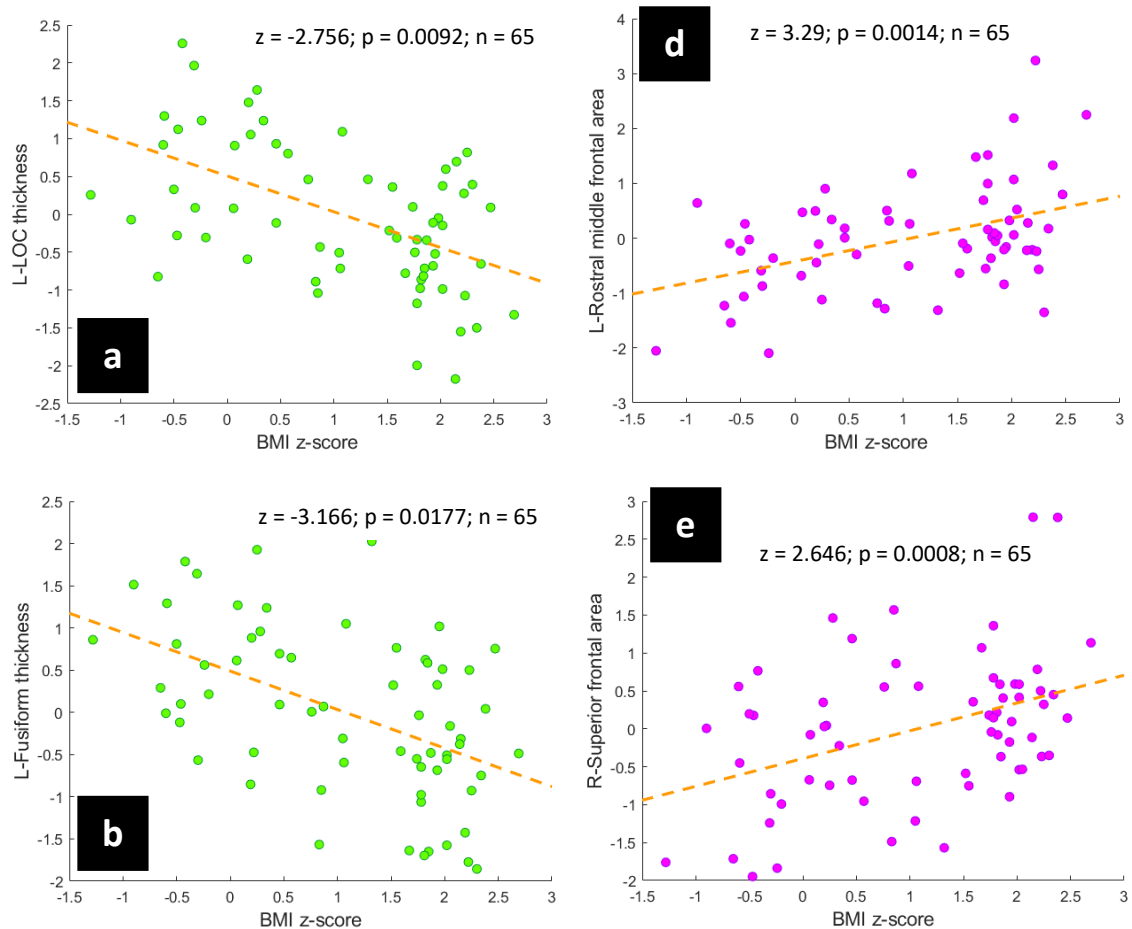 z = -2.756; p = 0.0092; n = 65
L-LOC thickness
2.5
2
1.5
1
0.5
0
-0.5
-1
-1.5
-2
-2.5
a
-1.5 -1 -0.5 0 0.5 1 1.5 2 2.5 3
BMI z-score
d
z = 3.29; p = 0.0014; n = 65
L-Rostral middle frontal area
4
3
2
1
0
-1
-2
-3
-1.5 -1 -0.5 0 0.5 1 1.5 2 2.5 3
BMI z-score
z = -3.166; p = 0.0177; n = 65
L-Fusiform thickness
2.5
2
1.5
1
0.5
0
-0.5
-1
-1.5
-2
b
-1.5 -1 -0.5 0 0.5 1 1.5 2 2.5 3
BMI z-score
e
z = 2.646; p = 0.0008; n = 65
R-Superior frontal area
3
2.5
2
1.5
1
0.5
0
-0.5
-1
-1.5
-2
-1.5 -1 -0.5 0 0.5 1 1.5 2 2.5 3
BMI z-score